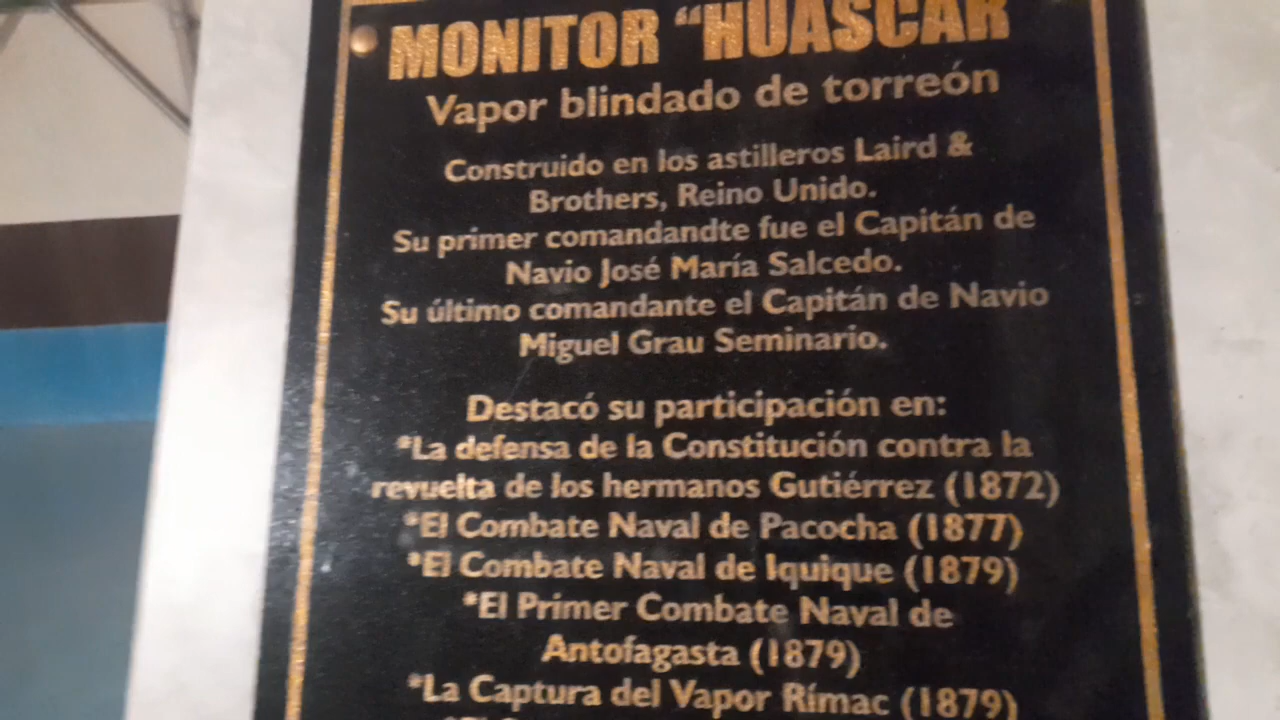 MONITOR “HUASCAR
Vapor blindado de torreón
Construido en los astilleros Laird &
Brothers, Reino Unido.
Su primer comandandte fue el Capitán de
Navio José María Salcedo.
Su último comandante el Capitán de Navio
Miguel Grau Seminario.
Destacó su participación en:
*La defensa de la Constitución contra la
revuelta de los hermanos Gutiérrez (1872)
*El Combate Naval de Pacocha (1877)
*El Combate Naval de Iquique (1879)
*El Primer Combate Naval de
Antofagasta (1879)
*La Captura del Vapor Rímac (1879)